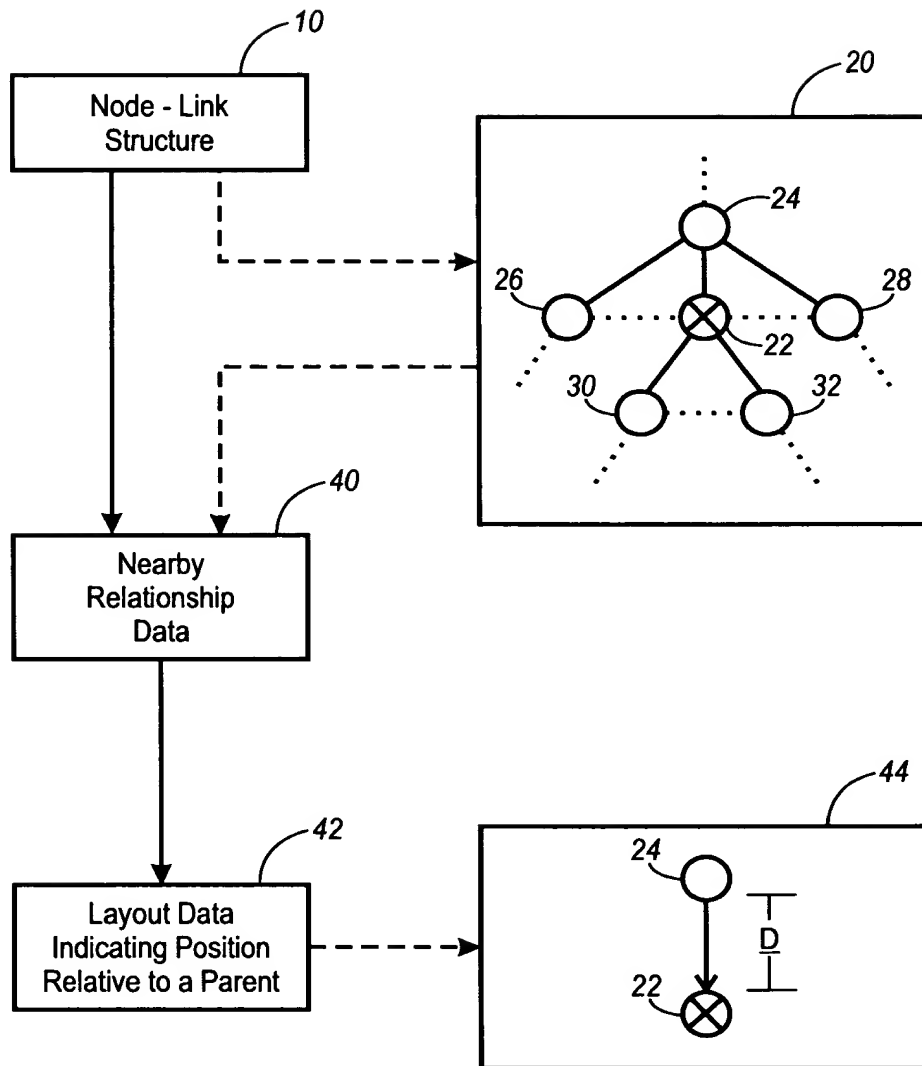 10
Node - Link
Structure
20
24
26
28
22
30
32
40
Nearby
Relationship
Data
42
Layout Data
Indicating Position
Relative to a Parent
44
24
D
22